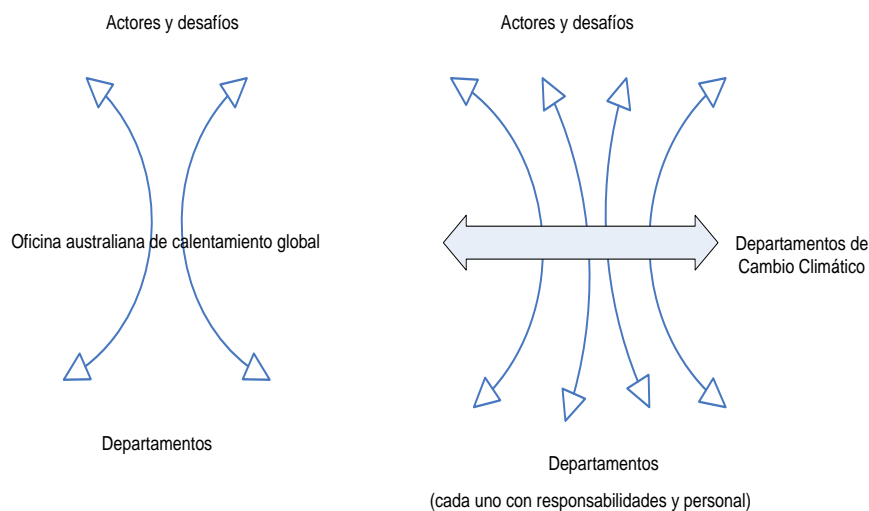 Actores y desafíos
Oficina australiana de calentamiento global
Departamentos
Actores y desafíos
Departamentos de
Cambio Climático
Departamentos
(cada uno con responsabilidades y personal)